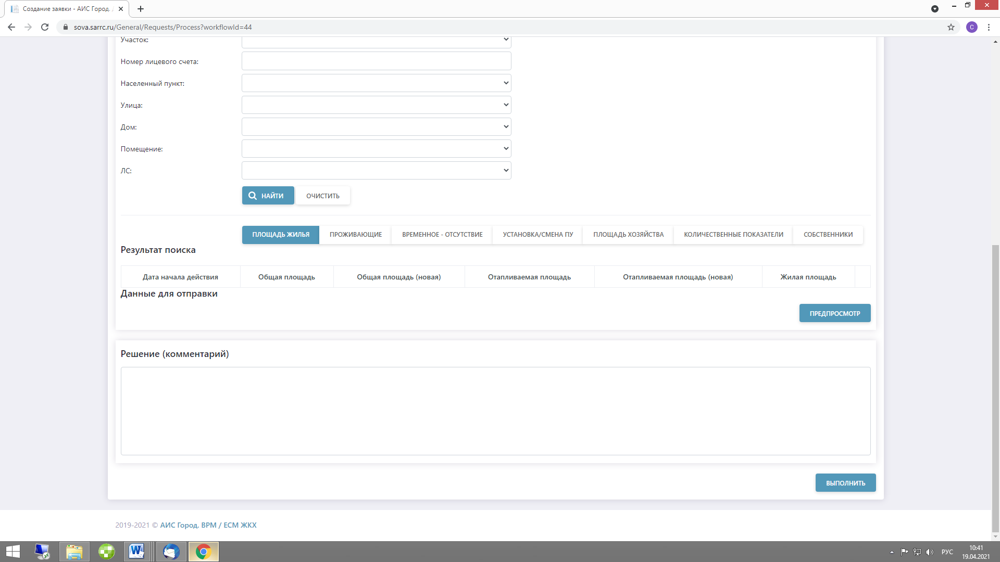 Создание заявки - АИС Город.
sova.sarrc.ru/General/Requests/Process?workflowId=44
C
Участок:
Номер лицевого счета:
Населенный пункт:
Улица:
Дом:
Помещение:
ЛС:
НАЙТИ ОЧИСТИТЬ
ПЛОЩАДЬ ЖИЛЬЯ ПРОЖИВАЮЩИЕ ВРЕМЕННОЕ - ОТСУТСТВИЕ УСТАНОВКА/СМЕНА ПУ ПЛОЩАДЬ ХОЗЯЙСТВА КОЛИЧЕСТВЕННЫЕ ПОКАЗАТЕЛИ СОБСТВЕННИКИ
Результат поиска
Дата начала действия Общая площадь Общая площадь (новая) Отапливаемая площадь Отапливаемая площадь (новая) Жилая площадь
Данные для отправки
ПРЕДПРОСМОТР
Решение (комментарий)
ВЫПОЛНИТЬ
2019-2021 © АИС Город. ВРМ / ЕСМ ЖКХ
РУС
10:41
19.04.2021